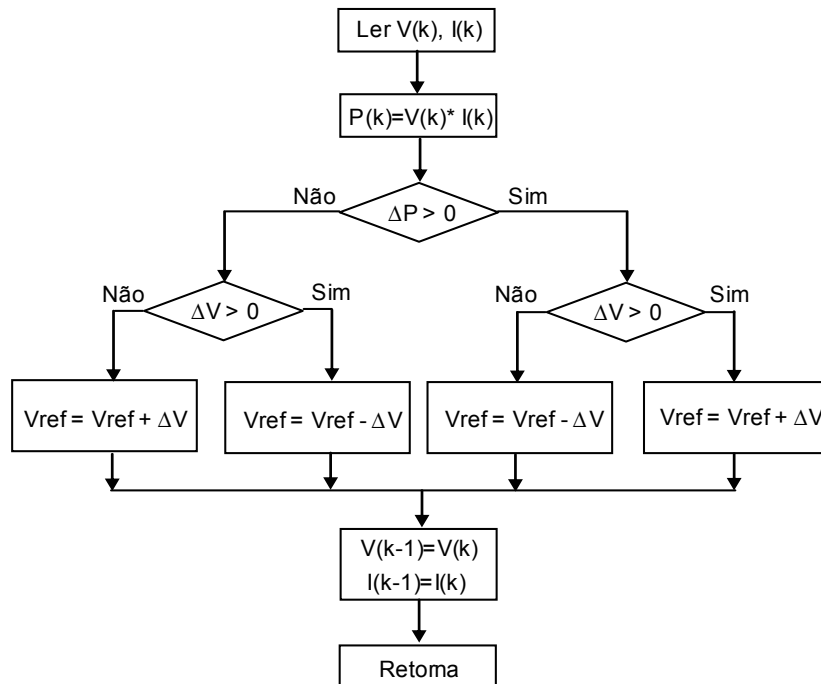 Ler V(k), I(k)
P(k)=V(k)* I(k)
Não
Sim
ΔP > 0
Não
Sim
Não
Sim
ΔV > 0
ΔV > 0
Vref = Vref + ΔV
Vref = Vref - ΔV
Vref = Vref - ΔV
Vref = Vref + ΔV
V(k-1)=V(k)
I(k-1)=I(k)
Retorna